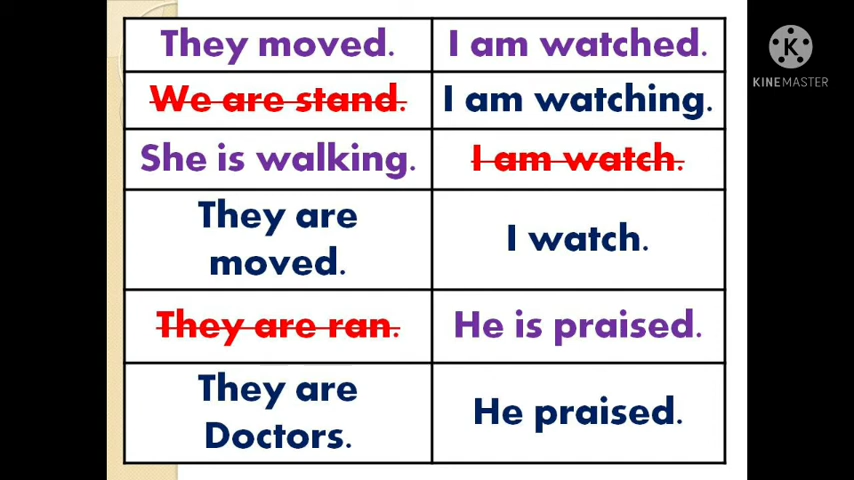 They moved.
I am watched.
We are stand.
I am watching.
She is walking.
I am watch.
They are
moved.
I watch.
They are ran.
He is praised.
They are
Doctors.
He praised.
K
KINEMASTER